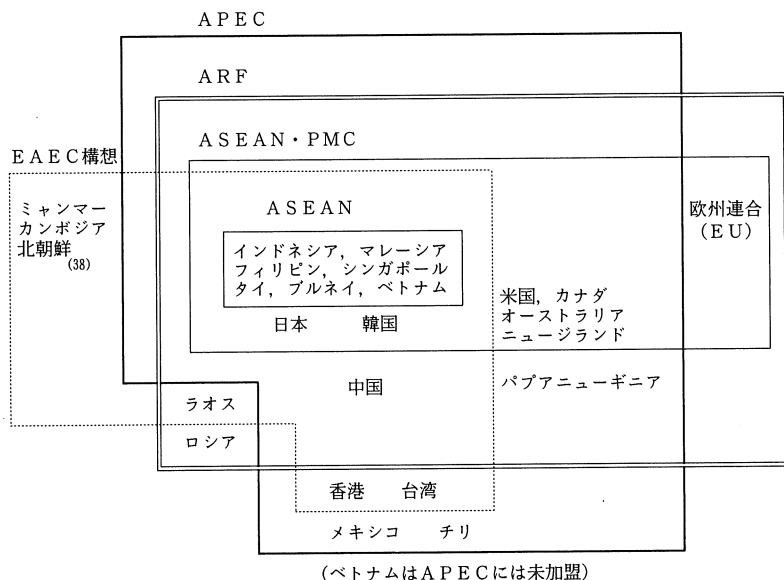 ＡＰＥＣ
ＡＲＦ
ＡＳＥＡＮ・ＰＭＣ
ＥＡＥＣ構想
ミャンマー
カンボジア
北朝鮮
(38)
ＡＳＥＡＮ
インドネシア，マレーシア
フィリピン，シンガポール
タイ，ブルネイ，ベトナム
日本　韓国
欧州連合
（ＥＵ）
米国，カナダ
オーストラリア
ニュージランド
中国
パプアニューギニア
ラオス
ロシア
香港　台湾
メキシコ　チリ
（ベトナムはＡＰＥＣには未加盟）